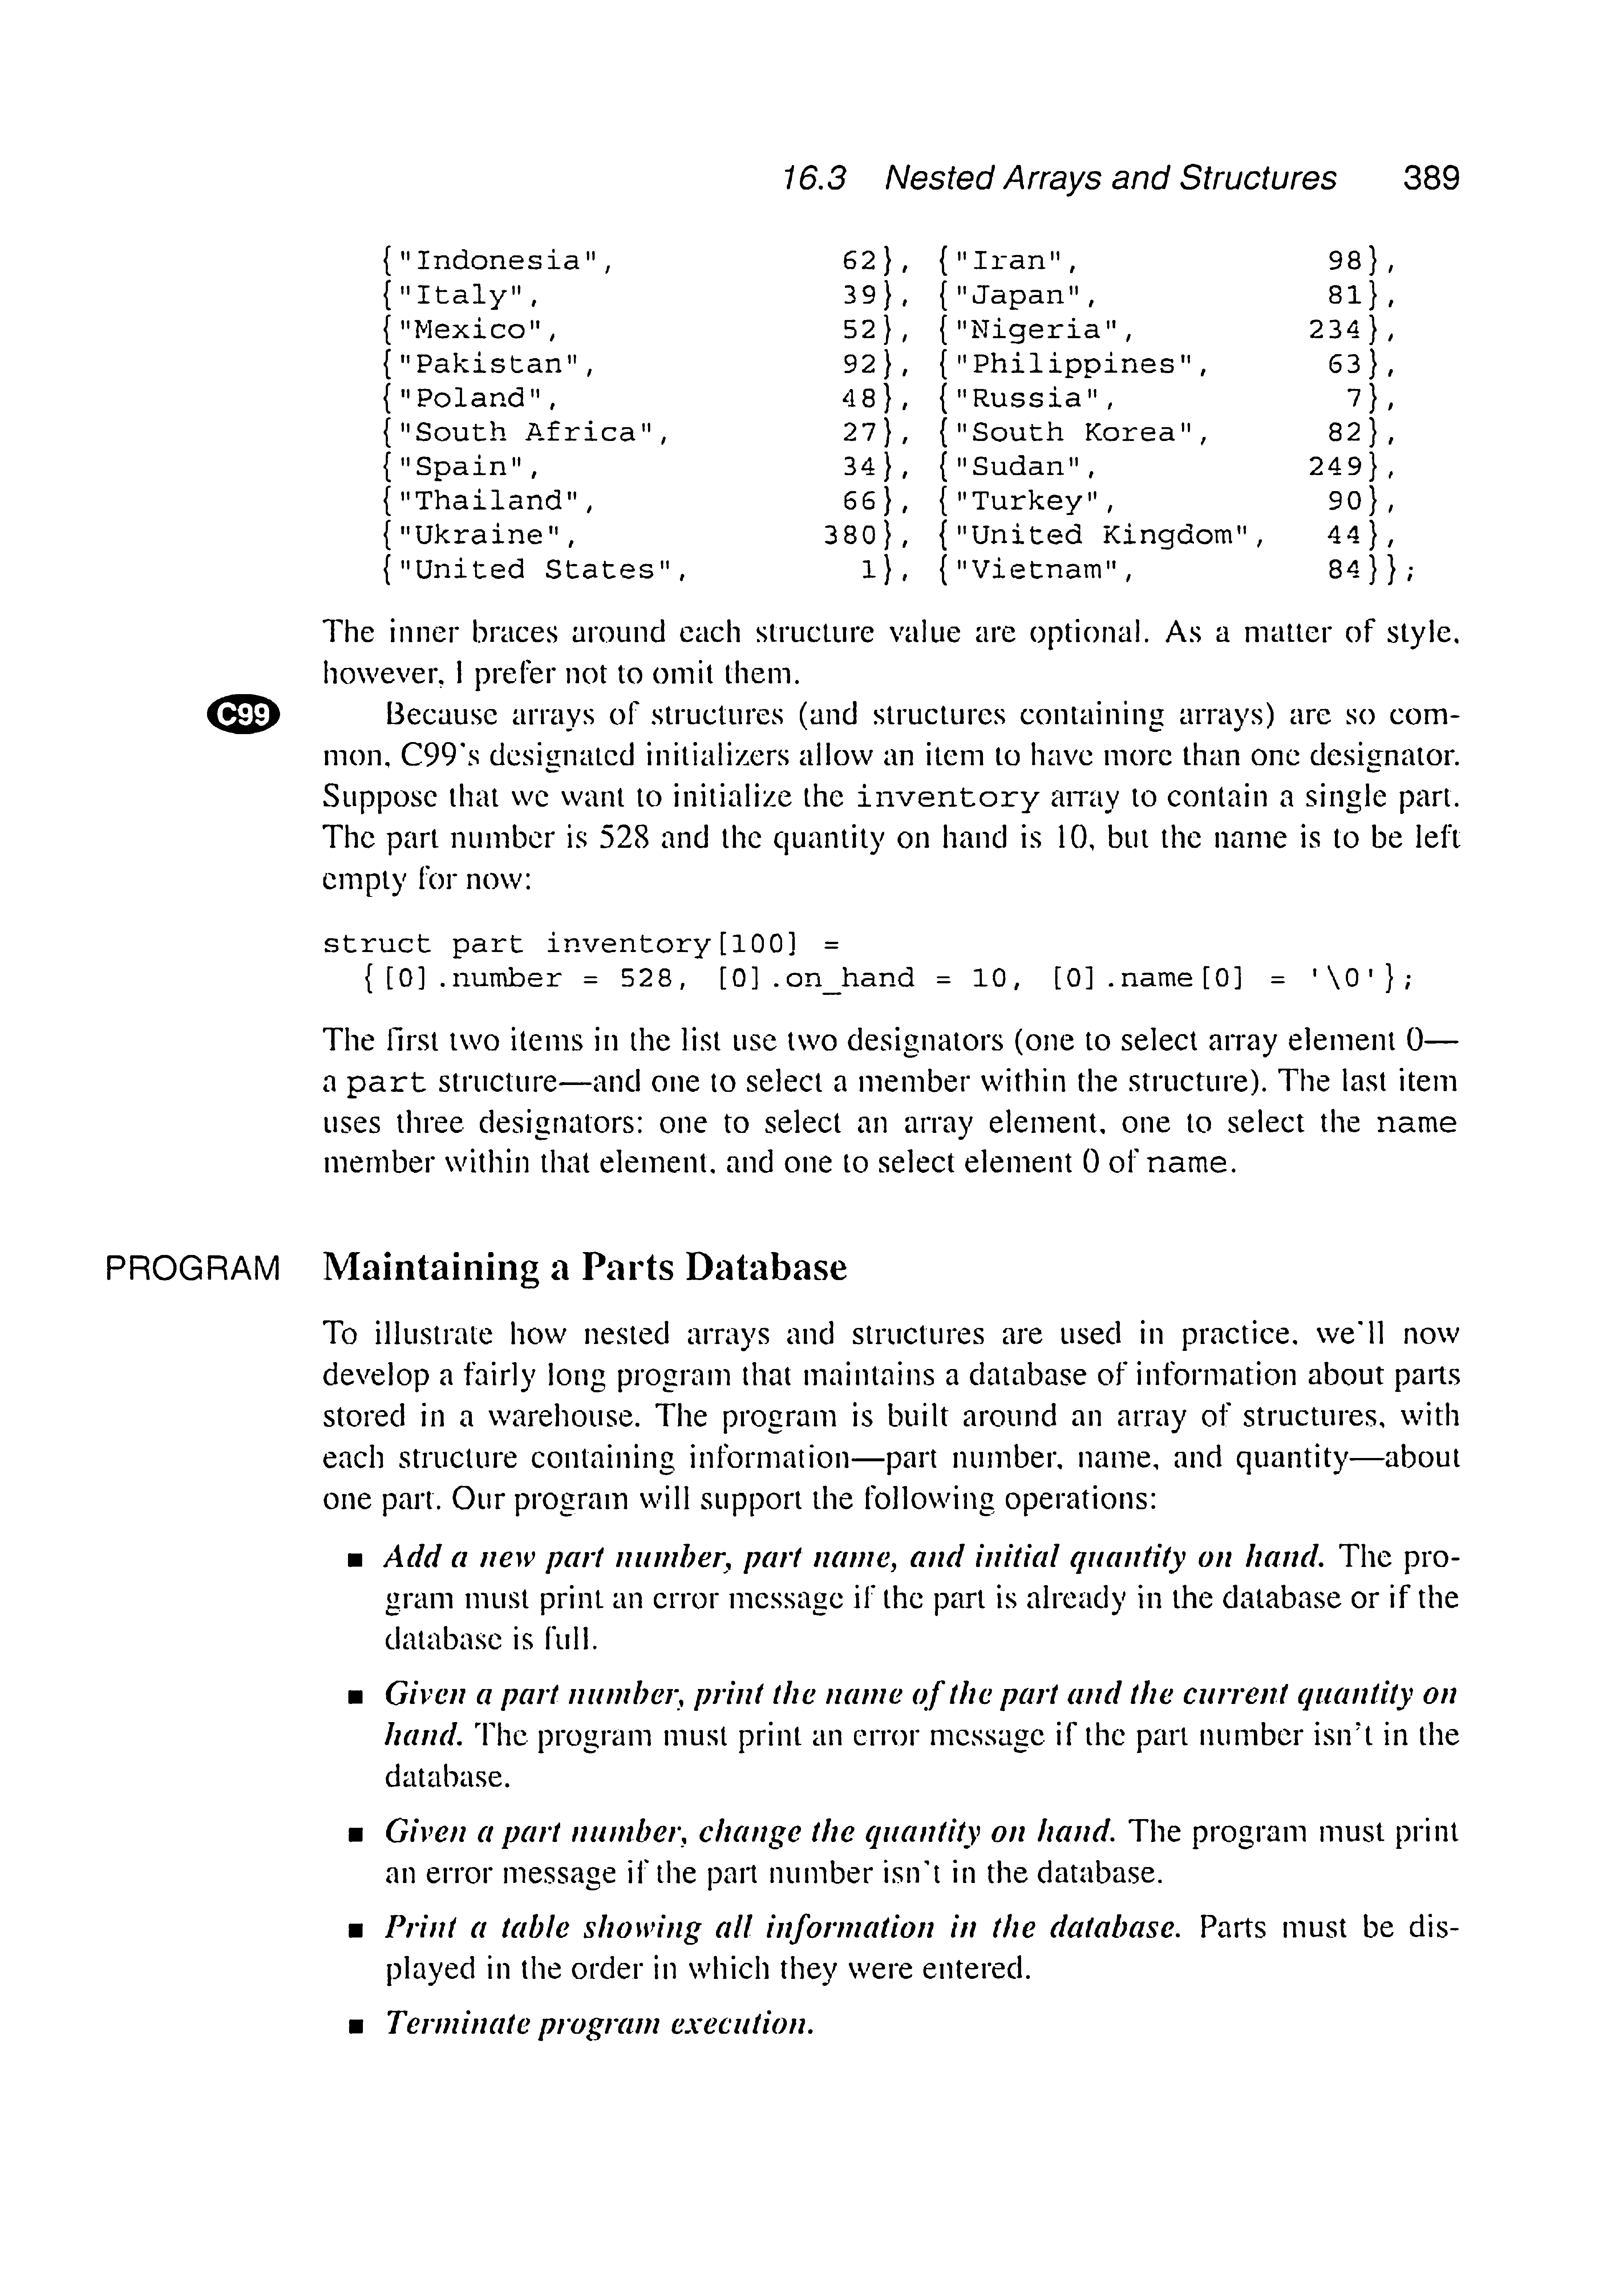 16.3 Nested Arrays and Structures 389
{"Indonesia", 62}, {"Iran", 98},
{"Italy", 39}, {"Japan", 81},
{"Mexico", 52}, {"Nigeria", 234},
{"Pakistan", 92}, {"Philippines", 63},
{"Poland", 48}, {"Russia", 7},
{"South Africa", 27}, {"South Korea", 82},
{"Spain", 34}, {"Sudan", 249},
{"Thailand", 66}, {"Turkey", 90},
{"Ukraine", 380}, {"United Kingdom", 44},
{"United States", 1}, {"Vietnam", 84}};
The inner braces around each structure value are optional. As a matter of style,
however, I prefer not to omit them.
C99 Because arrays of structures (and structures containing arrays) are so com-
mon, C99's designated initializers allow an item to have more than one designator.
Suppose that we want to initialize the inventory array to contain a single part.
The part number is 528 and the quantity on hand is 10, but the name is to be left
empty for now:
struct part inventory[100] =
{[0].number = 528, [0].on_hand = 10, [0].name[0] = '\0'};
The first two items in the list use two designators (one to select array element 0—
a part structure—and one to select a member within the structure). The last item
uses three designators: one to select an array element, one to select the name
member within that element, and one to select element 0 of name.
PROGRAM Maintaining a Parts Database
To illustrate how nested arrays and structures are used in practice, we'll now
develop a fairly long program that maintains a database of information about parts
stored in a warehouse. The program is built around an array of structures, with
each structure containing information—part number, name, and quantity—about
one part. Our program will support the following operations:
■ Add a new part number, part name, and initial quantity on hand. The pro-
gram must print an error message if the part is already in the database or if the
database is full.
■ Given a part number, print the name of the part and the current quantity on
hand. The program must print an error message if the part number isn't in the
database.
■ Given a part number, change the quantity on hand. The program must print
an error message if the part number isn't in the database.
■ Print a table showing all information in the database. Parts must be dis-
played in the order in which they were entered.
■ Terminate program execution.